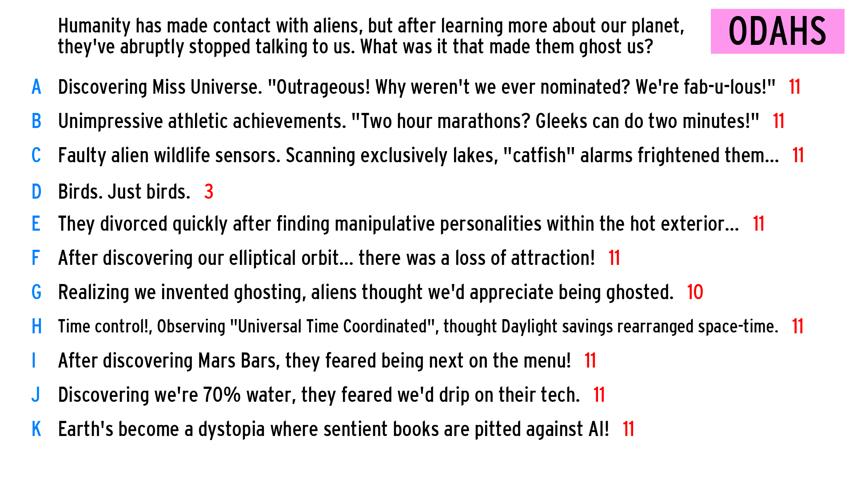 Humanity has made contact with aliens, but after learning more about our planet,
they've abruptly stopped talking to us. What was it that made them ghost us?
ODAHS
A Discovering Miss Universe. "Outrageous! Why weren't we ever nominated? We're fab-u-lous!" 11
B Unimpressive athletic achievements. "Two hour marathons? Gleeks can do two minutes!" 11
C Faulty alien wildlife sensors. Scanning exclusively lakes, "catfish" alarms frightened them... 11
D Birds. Just birds. 3
E They divorced quickly after finding manipulative personalities within the hot exterior... 11
F After discovering our elliptical orbit... there was a loss of attraction! 11
G Realizing we invented ghosting, aliens thought we'd appreciate being ghosted. 10
H Time control!, Observing "Universal Time Coordinated", thought Daylight savings rearranged space-time. 11
I After discovering Mars Bars, they feared being next on the menu! 11
J Discovering we're 70% water, they feared we'd drip on their tech. 11
K Earth's become a dystopia where sentient books are pitted against AI! 11